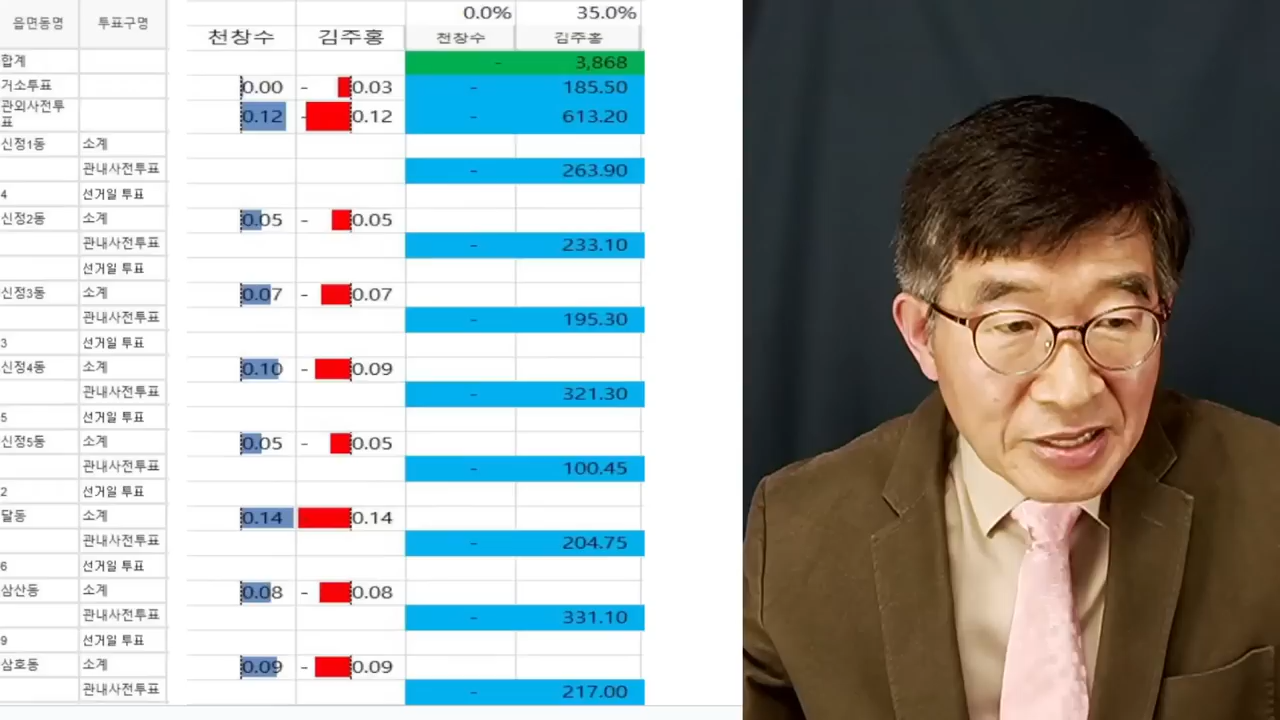 0.0% 35.0%
읍면동명 투표구명 천창수 김주홍 천창수 김주홍
합계 - 3,868
거소투표 0.00 - 0.03 - 185.50
관외사전투
표 0.12 - 0.12 - 613.20
신정1동 소계
관내사전투표 - 263.90
4 선거일 투표
신정2동 소계 0.05 - 0.05
관내사전투표 - 233.10
선거일 투표
신정3동 소계 0.07 - 0.07
관내사전투표 - 195.30
3 선거일 투표
신정4동 소계 0.10 - 0.09
관내사전투표 - 321.30
5 선거일 투표
신정5동 소계 0.05 - 0.05
관내사전투표 - 100.45
2 선거일 투표
달동 소계 0.14 - 0.14
관내사전투표 - 204.75
6 선거일 투표
삼산동 소계 0.08 - 0.08
관내사전투표 - 331.10
9 선거일 투표
삼호동 소계 0.09 - 0.09
관내사전투표 - 217.00